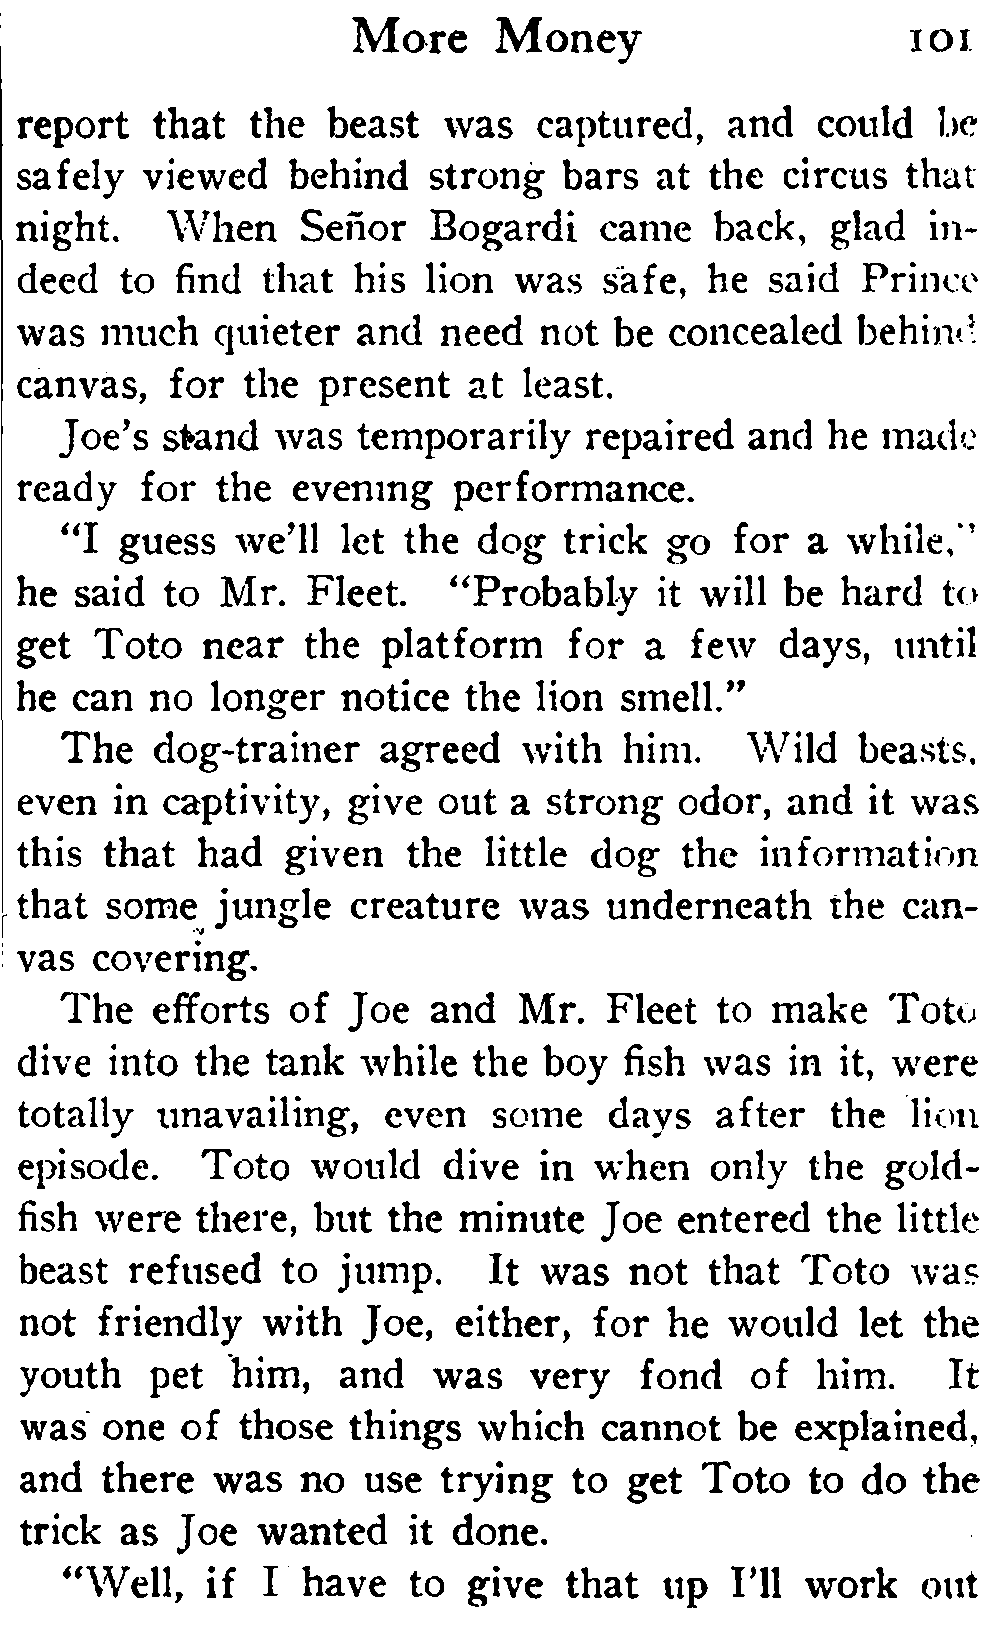 More Money 101
report that the beast was captured, and could be
safely viewed behind strong bars at the circus that
night. When Señor Bogardi came back, glad in-
deed to find that his lion was safe, he said Prince
was much quieter and need not be concealed behind
canvas, for the present at least.
Joe's stand was temporarily repaired and he made
ready for the evening performance.
"I guess we'll let the dog trick go for a while,"
he said to Mr. Fleet. "Probably it will be hard to
get Toto near the platform for a few days, until
he can no longer notice the lion smell."
The dog-trainer agreed with him. Wild beasts,
even in captivity, give out a strong odor, and it was
this that had given the little dog the information
that some jungle creature was underneath the can-
vas covering.
The efforts of Joe and Mr. Fleet to make Toto
dive into the tank while the boy fish was in it, were
totally unavailing, even some days after the lion
episode. Toto would dive in when only the gold-
fish were there, but the minute Joe entered the little
beast refused to jump. It was not that Toto was
not friendly with Joe, either, for he would let the
youth pet him, and was very fond of him. It
was one of those things which cannot be explained,
and there was no use trying to get Toto to do the
trick as Joe wanted it done.
"Well, if I have to give that up I'll work out